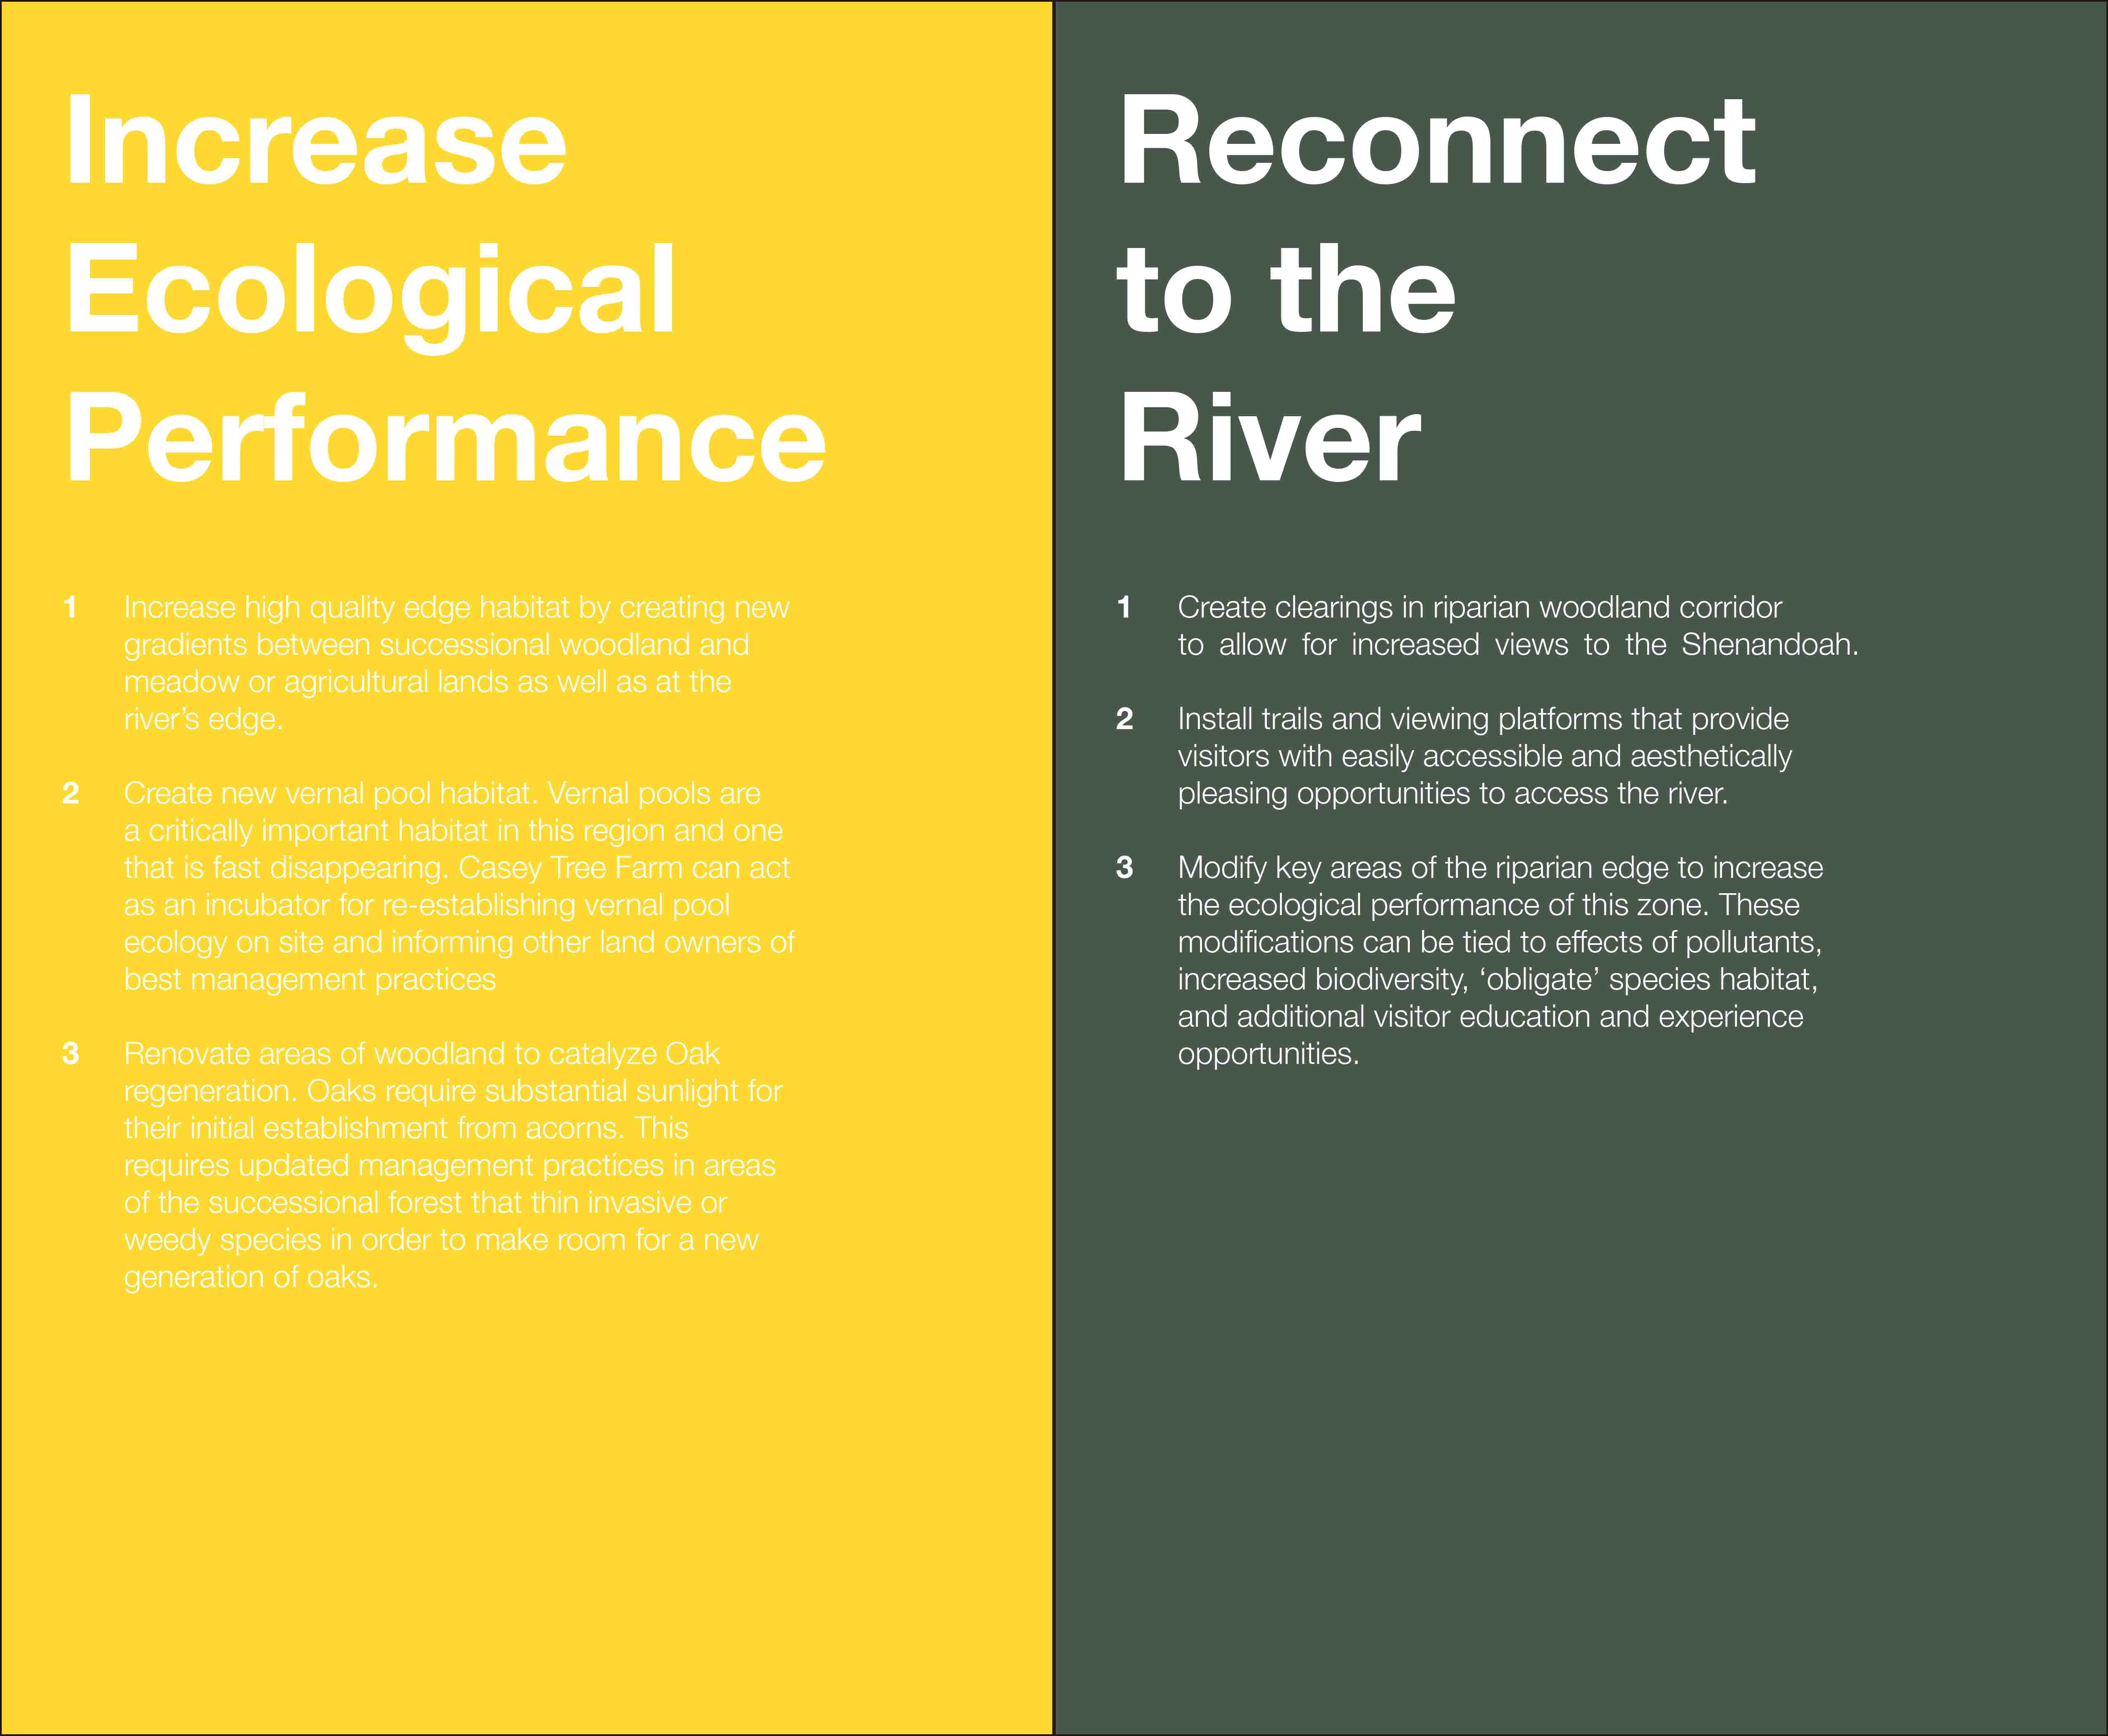 Increase
Ecological
Performance
1 Increase high quality edge habitat by creating new
gradients between successional woodland and
meadow or agricultural lands as well as at the
river’s edge.
2 Create new vernal pool habitat. Vernal pools are
a critically important habitat in this region and one
that is fast disappearing. Casey Tree Farm can act
as an incubator for re-establishing vernal pool
ecology on site and informing other land owners of
best management practices
3 Renovate areas of woodland to catalyze Oak
regeneration. Oaks require substantial sunlight for
their initial establishment from acorns. This
requires updated management practices in areas
of the successional forest that thin invasive or
weedy species in order to make room for a new
generation of oaks.
Reconnect
to the
River
1 Create clearings in riparian woodland corridor
to allow for increased views to the Shenandoah.
2 Install trails and viewing platforms that provide
visitors with easily accessible and aesthetically
pleasing opportunities to access the river.
3 Modify key areas of the riparian edge to increase
the ecological performance of this zone. These
modifications can be tied to effects of pollutants,
increased biodiversity, ‘obligate’ species habitat,
and additional visitor education and experience
opportunities.